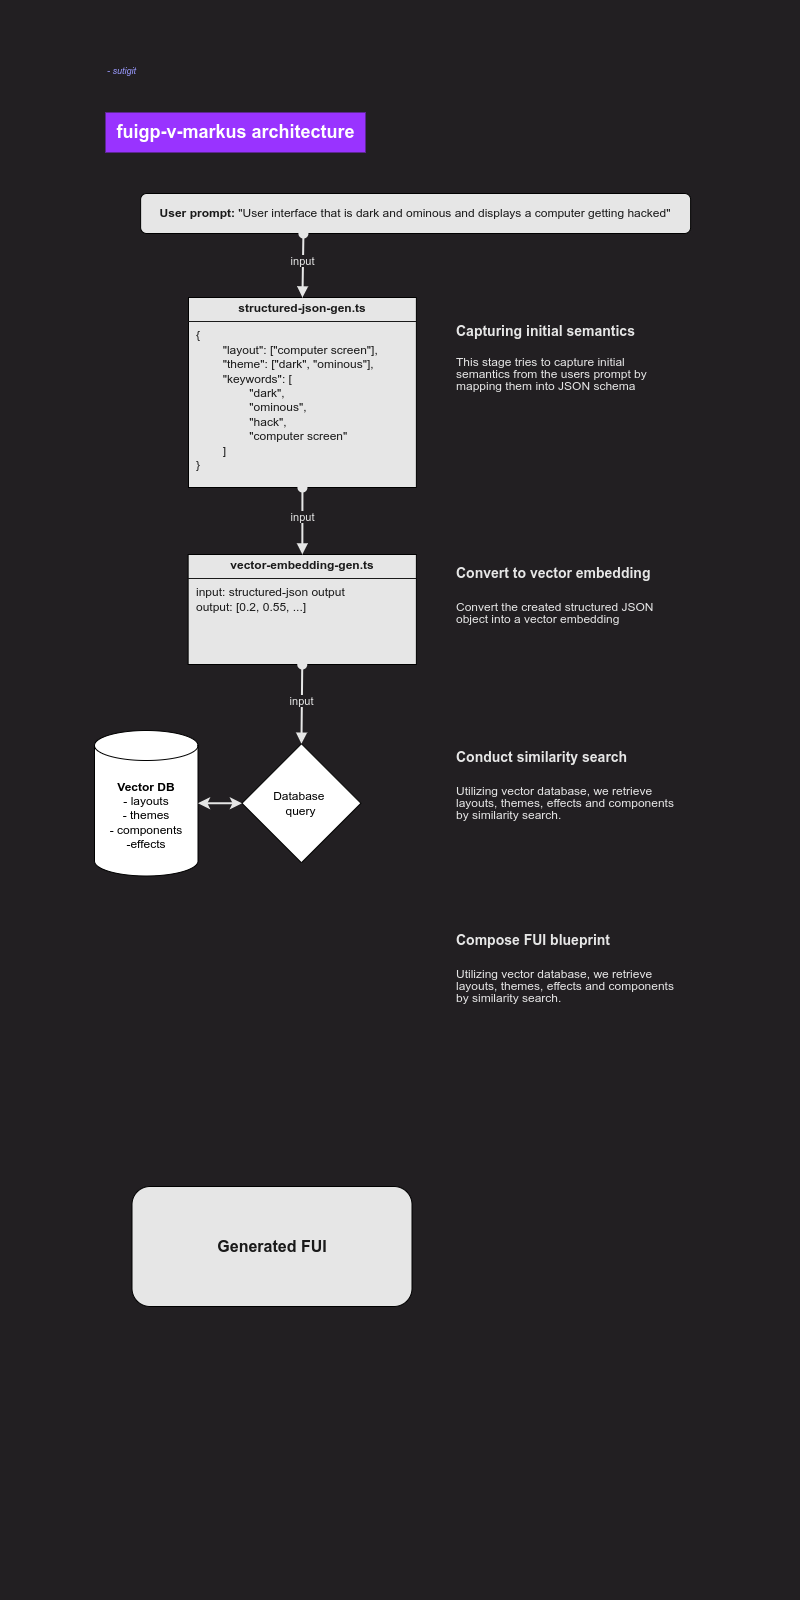 - sutigit
fuigp-v-markus architecture
User prompt: "User interface that is dark and ominous and displays a computer getting hacked"
input
structured-json-gen.ts
{
"layout": ["computer screen"],
"theme": ["dark", "ominous"],
"keywords": [
"dark",
"ominous",
"hack",
"computer screen"
]
}
Capturing initial semantics
This stage tries to capture initial
semantics from the users prompt by
mapping them into JSON schema
input
vector-embedding-gen.ts
input: structured-json output
output: [0.2, 0.55, ...]
Convert to vector embedding
Convert the created structured JSON
object into a vector embedding
input
Vector DB
- layouts
- themes
- components
-effects
Database
query
Conduct similarity search
Utilizing vector database, we retrieve
layouts, themes, effects and components
by similarity search.
Compose FUI blueprint
Utilizing vector database, we retrieve
layouts, themes, effects and components
by similarity search.
Generated FUI